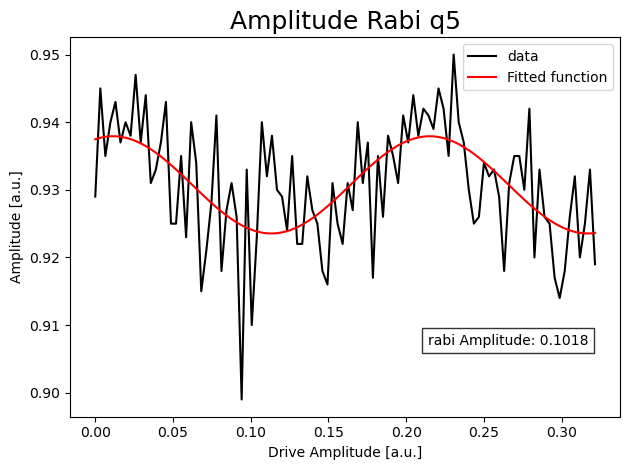 Amplitude Rabi q5
data
Fitted function
Amplitude [a.u.]
0.95
0.94
0.93
0.92
0.91
0.90
rabi Amplitude: 0.1018
0.00 0.05 0.10 0.15 0.20 0.25 0.30
Drive Amplitude [a.u.]